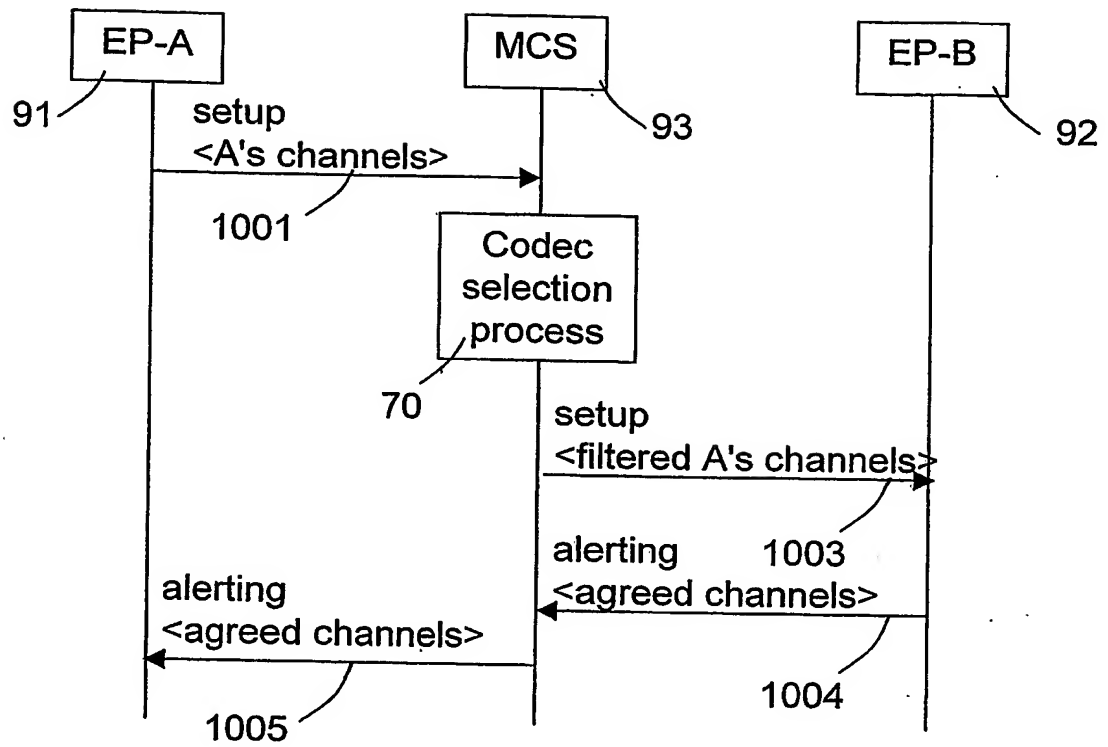 EP-A
MCS
EP-B
91
93
92
setup
<A's channels>
1001
Codec
selection
process
70
setup
<filtered A's channels>
1003
alerting
<agreed channels>
1004
alerting
<agreed channels>
1005